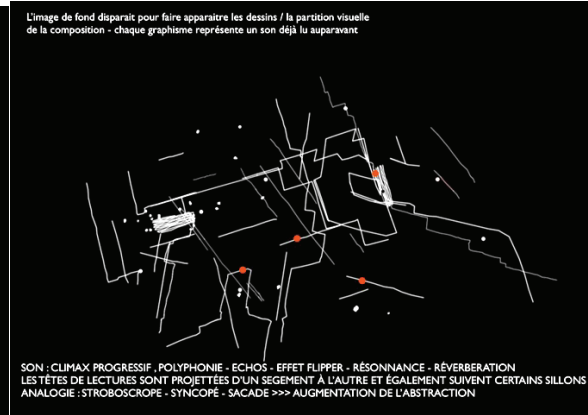 L'image de fond disparait pour faire apparaitre les dessins / la partition visuelle
de la composition - chaque graphisme représente un son déjà lu auparavant
SON : CLIMAX PROGRESSIF , POLYPHONIE - ECHOS - EFFET FLIPPER - RÉSONNANCE - RÊVERBERATION
LES TÊTES DE LECTURES SONT PROJETTÉES D'UN SEGEMENT À L'AUTRE ET ÉGALEMENT SUIVENT CERTAINS SILLONS
ANALOGIE : STROBOSCROPE - SYNCOPÉ - SACADE >>> AUGMENTATION DE L'ABSTRACTION